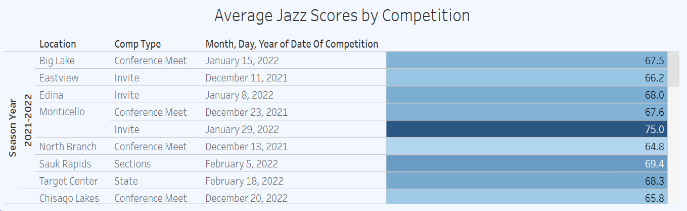 Average Jazz Scores by Competition
Location Comp Type Month, Day, Year of Date Of Competition
Season Year
2021-2022
Big Lake Conference Meet January 15, 2022 67.5
Eastview Invite December 11, 2021 66.2
Edina Invite January 8, 2022 68.0
Monticello Conference Meet December 23, 2021 67.6
Invite January 29, 2022 75.0
North Branch Conference Meet December 13, 2021 64.8
Sauk Rapids Sections February 5, 2022 69.4
Target Center State February 18, 2022 68.3
Chisago Lakes Conference Meet December 20, 2022 65.8